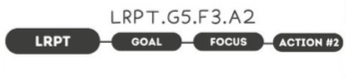 LRPT.G5.F3.A2
LRPT GOAL FOCUS ACTION #2